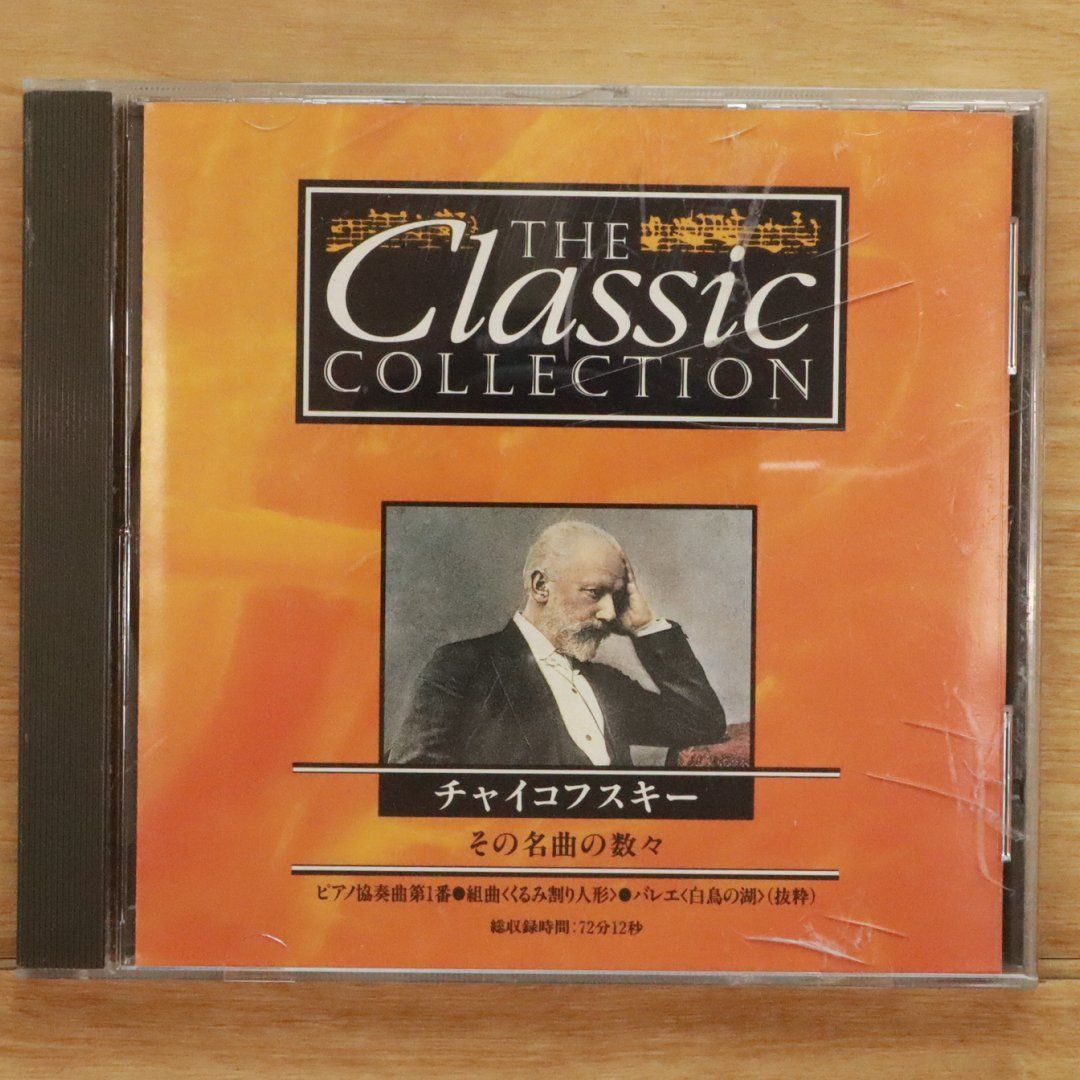 THE
Classic
COLLECTION
チャイコフスキー
その名曲の数々
ピアノ協奏曲第1番●組曲〈くるみ割り人形〉●バレエ〈白鳥の湖〉(抜粋)
総収録時間:72分12秒